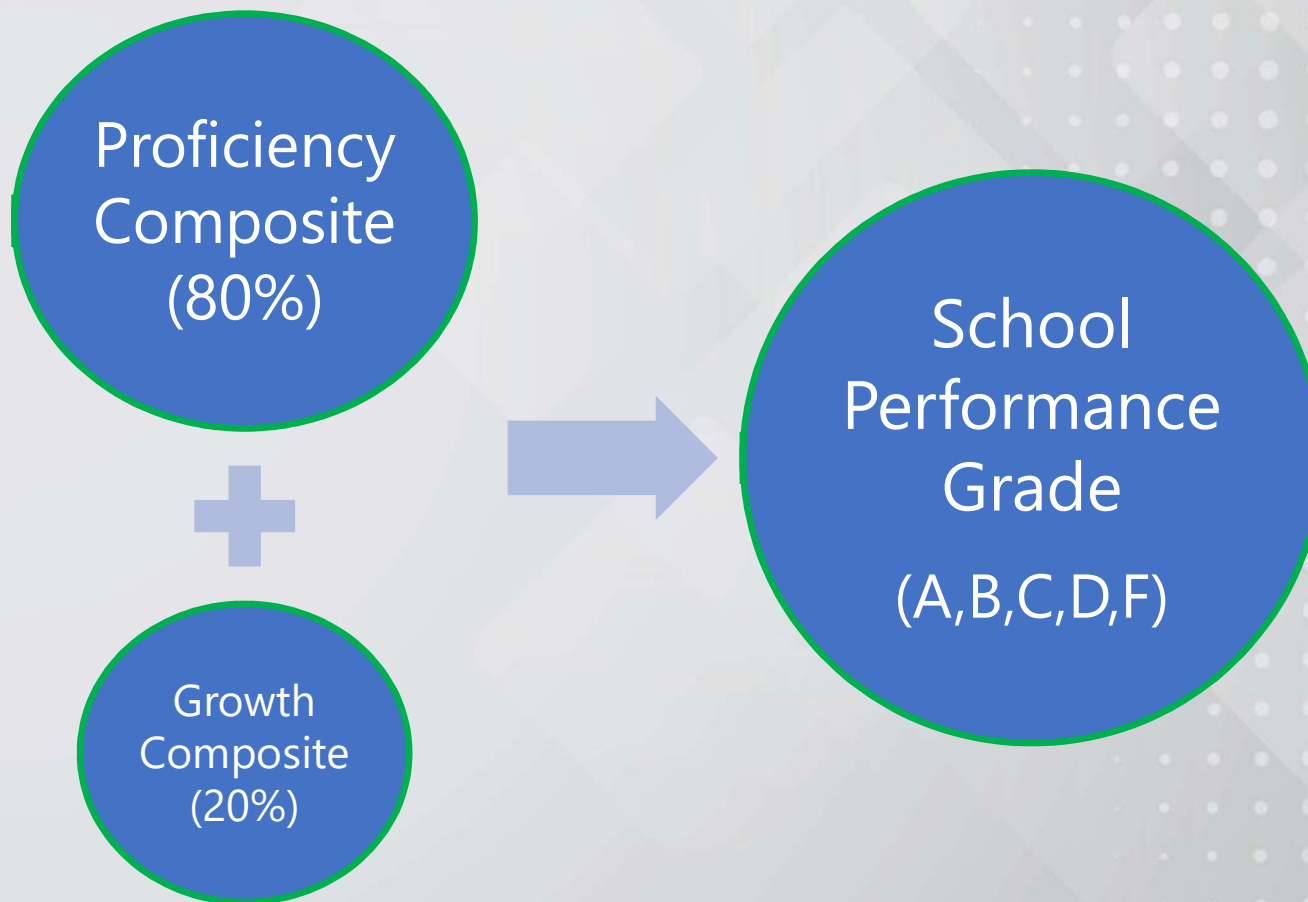 Proficiency
Composite
(80%)
Growth
Composite
(20%)
School
Performance
Grade
(A,B,C,D,F)